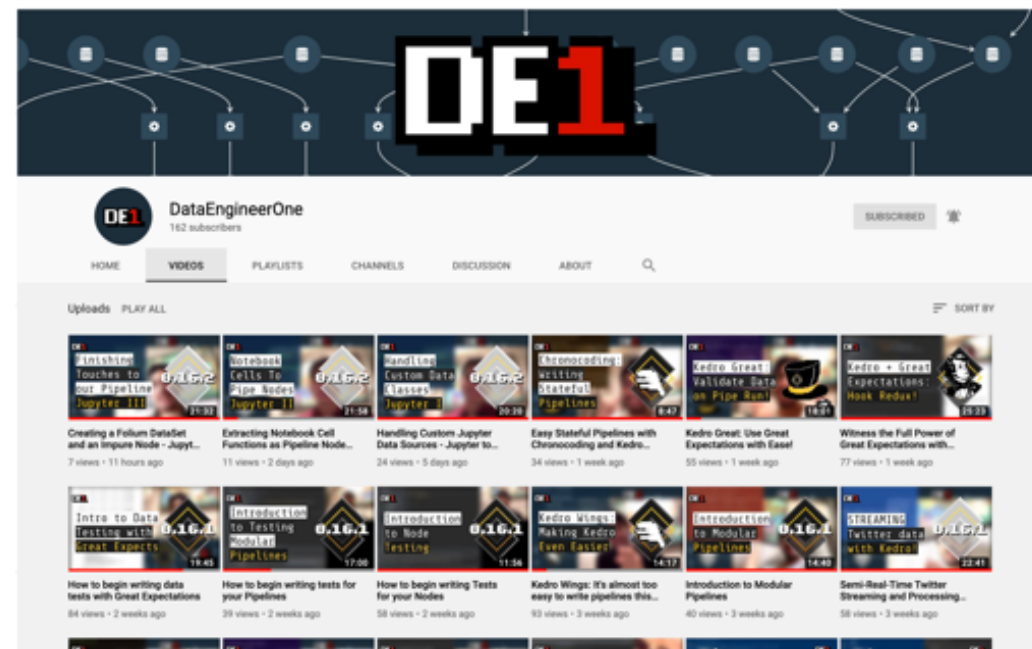 DE1
DE1
DataEngineerOne
162 subscribers
SUBSCRIBED
HOME VIDEOS PLAYLISTS CHANNELS DISCUSSION ABOUT
Uploads PLAY ALL SORT BY
DE1
Finishing
Touches to
our Pipeline
Jupyter III
0.16.2
21:32
Creating a Folium DataSet
and an Impure Node - Jupyt...
7 views • 11 hours ago
Notebook
Cells To
Pipe Nodes
Jupyter II
0.16.2
21:58
Extracting Notebook Cell
Functions as Pipeline Node...
11 views • 2 days ago
DE1
Handling
Custom Data
Classes
Jupyter I
0.16.2
20:20
Handling Custom Jupyter
Data Sources - Jupyter to...
24 views • 5 days ago
DE1
Chronocoding:
Writing
Stateful
Pipelines
8:47
Easy Stateful Pipelines with
Chronocoding and Kedro...
34 views • 1 week ago
DE1
Kedro Great:
Validate Data
on Pipe Run!
18:01
Kedro Great: Use Great
Expectations with Ease!
55 views • 1 week ago
DE1
Kedro + Great
Expectations:
Hook Redux!
25:23
Witness the Full Power of
Great Expectations with...
77 views • 1 week ago
DE1
Intro to Data
Testing with
Great Expects
0.16.1
19:45
How to begin writing data
tests with Great Expectations
84 views • 2 weeks ago
DE1
Introduction
to Testing
Modular
Pipelines
0.16.1
17:00
How to begin writing tests for
your Pipelines
39 views • 2 weeks ago
DE1
Introduction
to Node
Testing
0.16.1
11:56
How to begin writing Tests
for your Nodes
58 views • 2 weeks ago
DE1
Kedro Wings:
Making Kedro
Even Easier
14:17
Kedro Wings: It's almost too
easy to write pipelines this...
93 views • 3 weeks ago
DE1
Introduction
to Modular
Pipelines
0.16.1
14:40
Introduction to Modular
Pipelines
40 views • 3 weeks ago
DE1
STREAMING
Twitter data
with Kedro!
0.16.1
22:41
Semi-Real-Time Twitter
Streaming and Processing...
58 views • 3 weeks ago